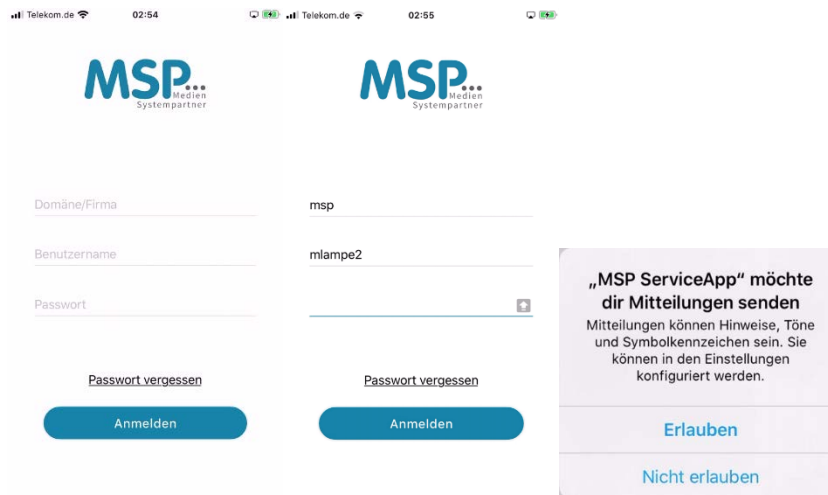 Telekom.de
02:54
MSP...
Medien
Systempartner
Domäne/Firma
Benutzername
Passwort
Passwort vergessen
Anmelden
Telekom.de
02:55
MSP...
Medien
Systempartner
msp
mlampe2
Passwort vergessen
Anmelden
„MSP ServiceApp“ möchte
dir Mitteilungen senden
Mitteilungen können Hinweise, Töne
und Symbolkennzeichen sein. Sie
können in den Einstellungen
konfiguriert werden.
Erlauben
Nicht erlauben